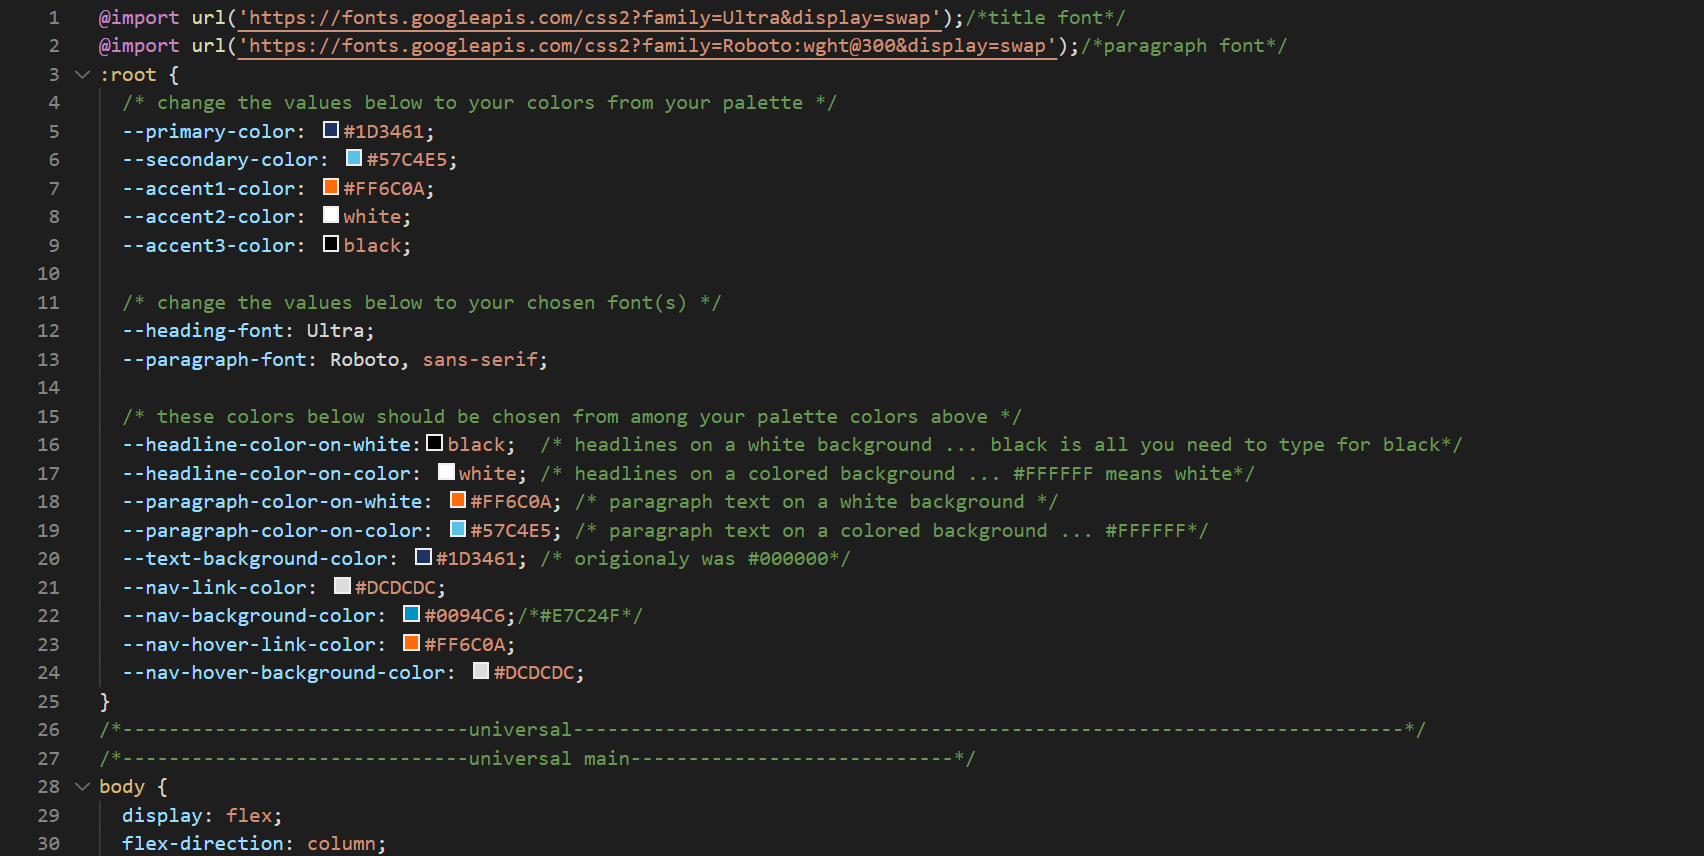 1 @import url('https://fonts.googleapis.com/css2?family=Ultra&display=swap');/*title font*/
2 @import url('https://fonts.googleapis.com/css2?family=Roboto:wght@300&display=swap');/*paragraph font*/
3 :root {
4 /* change the values below to your colors from your palette */
5 --primary-color: #1D3461;
6 --secondary-color: #57C4E5;
7 --accent1-color: #FF6C0A;
8 --accent2-color: white;
9 --accent3-color: black;
10
11 /* change the values below to your chosen font(s) */
12 --heading-font: Ultra;
13 --paragraph-font: Roboto, sans-serif;
14
15 /* these colors below should be chosen from among your palette colors above */
16 --headline-color-on-white: black;  /* headlines on a white background ... black is all you need to type for black*/
17 --headline-color-on-color: white; /* headlines on a colored background ... #FFFFFF means white*/
18 --paragraph-color-on-white: #FF6C0A; /* paragraph text on a white background */
19 --paragraph-color-on-color: #57C4E5; /* paragraph text on a colored background ... #FFFFFF*/
20 --text-background-color: #1D3461; /* origionaly was #000000*/
21 --nav-link-color: #DCDCDC;
22 --nav-background-color: #0094C6;/*#E7C24F*/
23 --nav-hover-link-color: #FF6C0A;
24 --nav-hover-background-color: #DCDCDC;
25 }
26 /*------------------------------universal------------------------------------------------------------------------*/
27 /*------------------------------universal main----------------------------*/
28 body {
29 display: flex;
30 flex-direction: column;